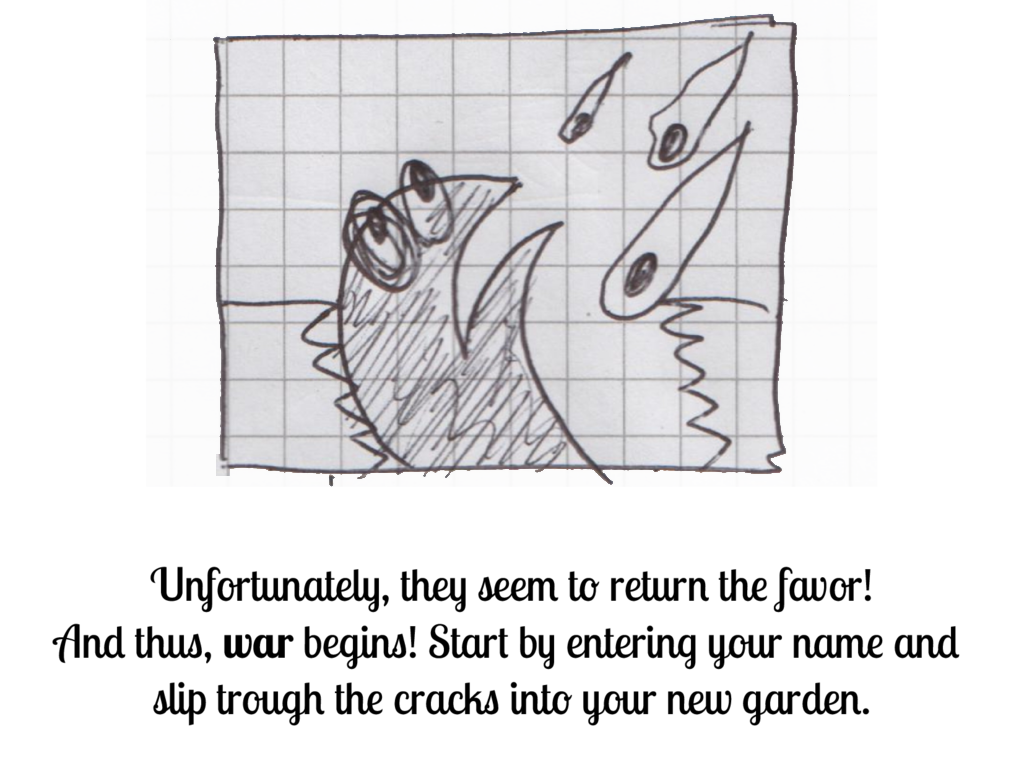 Unfortunately, they seem to return the favor!
And thus, war begins! Start by entering your name and
slip trough the cracks into your new garden.